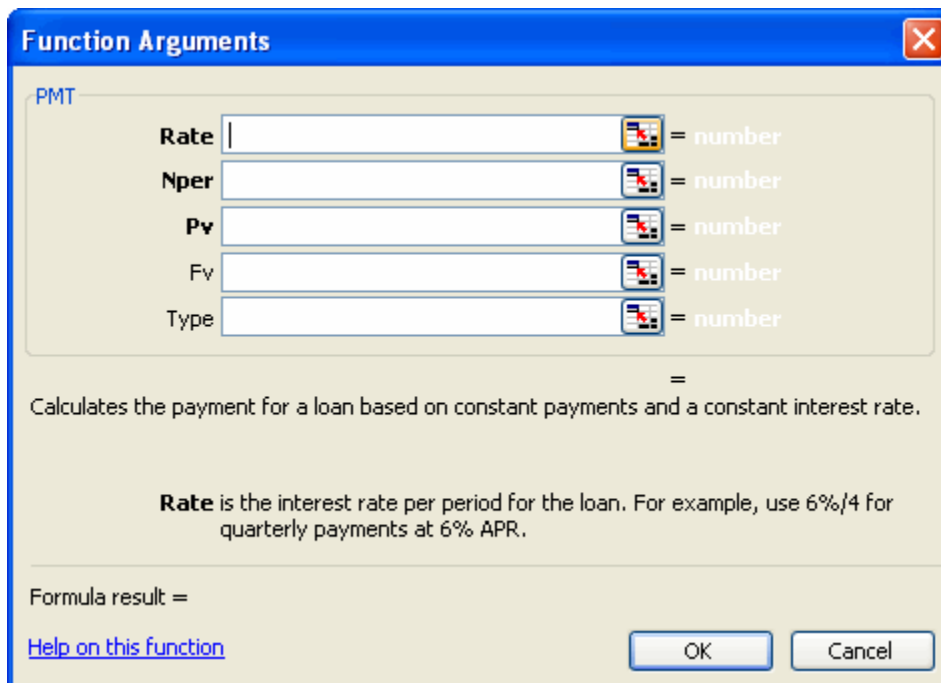 Function Arguments
PMT
Rate = number
Nper = number
Pv = number
Fv = number
Type = number
=
Calculates the payment for a loan based on constant payments and a constant interest rate.
Rate is the interest rate per period for the loan. For example, use 6%/4 for
quarterly payments at 6% APR.
Formula result =
Help on this function
OK
Cancel